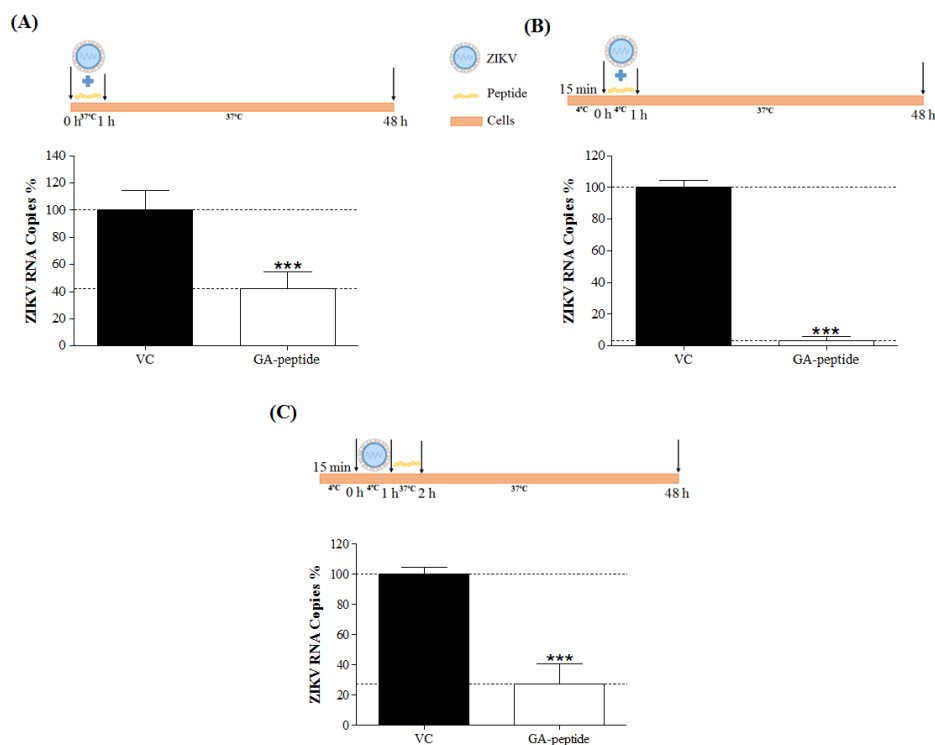 (A)
ZIKV
Peptide
Cells
0 h 37°C 1 h 37°C 48 h
ZIKV RNA Copies %
140
120
100
80
60
40
20
0
***
VC GA-peptide
(B)
15 min
4°C 0 h 4°C 1 h 37°C 48 h
ZIKV RNA Copies %
120
100
80
60
40
20
0
***
VC GA-peptide
(C)
15 min
4°C 0 h 4°C 1 h 37°C 2 h 37°C 48 h
ZIKV RNA Copies %
120
100
80
60
40
20
0
***
VC GA-peptide